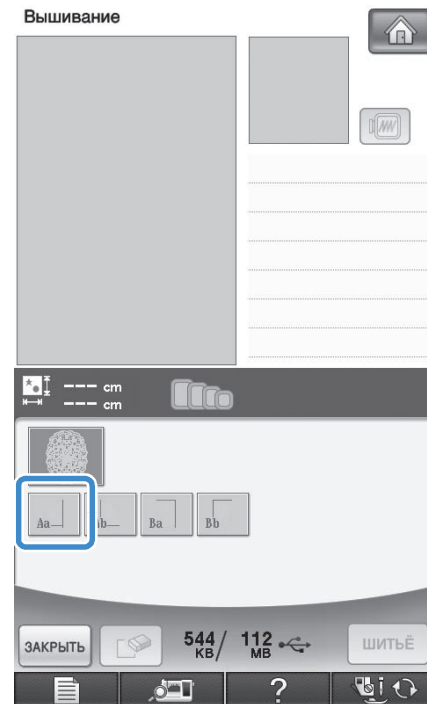 Вышивание
--- cm
--- cm
Aa Ab Ba Bb
ЗАКРЫТЬ 544 KB/ 112 MB ШИТЬЁ
?